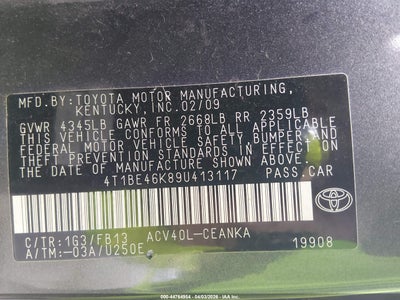 MFD.BY:TOYOTA MOTOR MANUFACTURING,
KENTUCKY, INC.02/09
GVWR 4345LB GAWR FR 2668LB RR 2359LB
THIS VEHICLE CONFORMS TO ALL APPLICABLE
FEDERAL MOTOR VEHICLE SAFETY, BUMPER, AND
THEFT PREVENTION STANDARDS IN EFFECT ON
THE DATE OF MANUFACTURE SHOWN ABOVE.
4T1BE46K89U413117 PASS.CAR
C/TR:1G3/FB13 ACV40L-CEANKA
A/TM:-03A/U250E 19908
TOYOTA